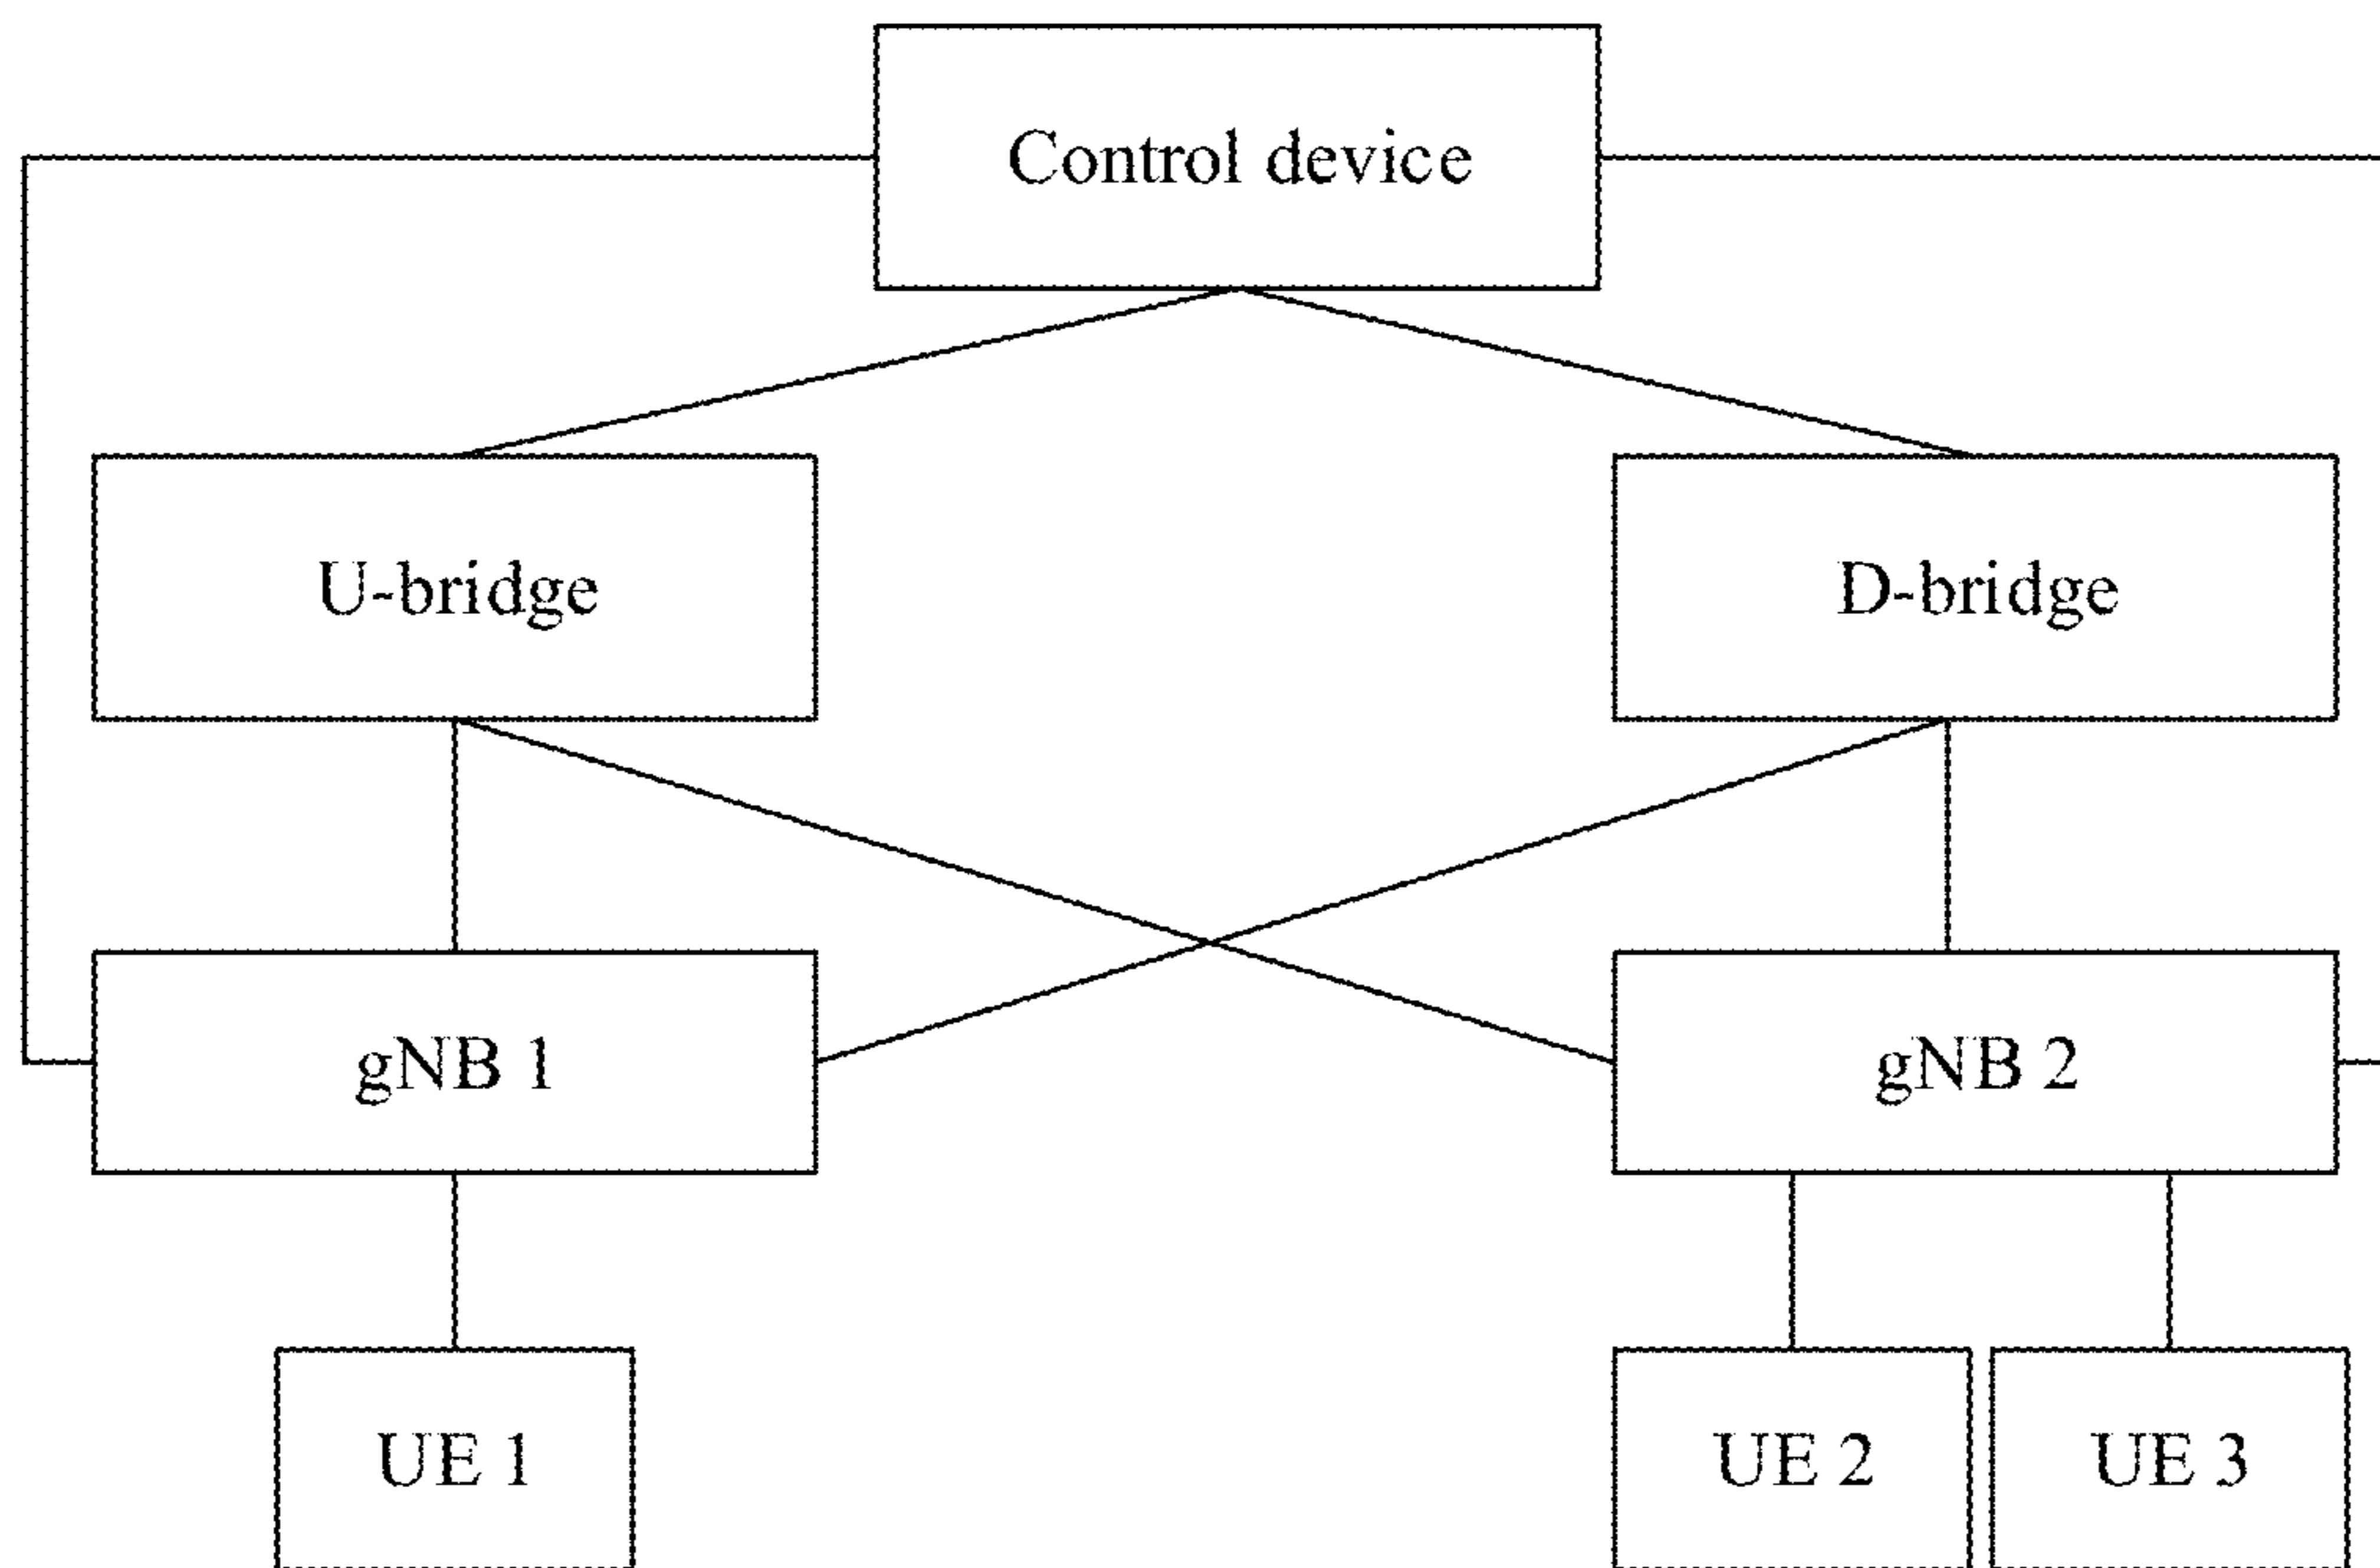 Control device
U-bridge
D-bridge
gNB 1
gNB 2
UE 1
UE 2
UE 3